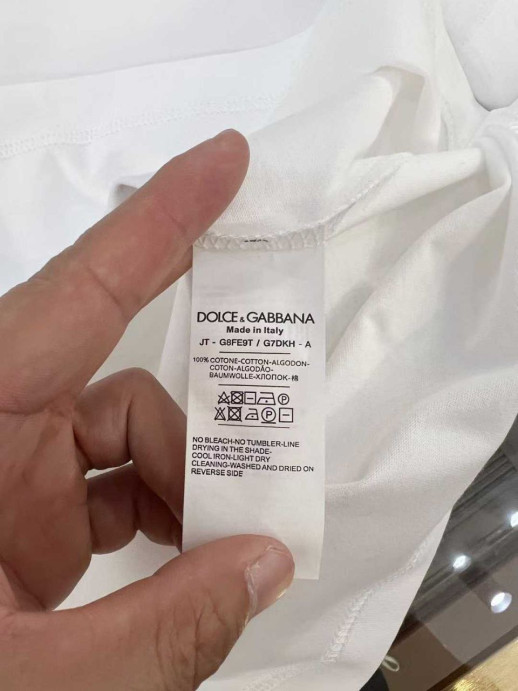 DOLCE & GABBANA
Made in Italy
JT - G8FE9T / G7DKH - A
100% COTONE-COTTON-ALGODON-
COTON-ALGODÃO-
BAUMWOLLE-ХЛОПОК-棉
P
P
NO BLEACH-NO TUMBLER-LINE
DRYING IN THE SHADE-
COOL IRON-LIGHT DRY
CLEANING-WASHED AND DRIED ON
REVERSE SIDE